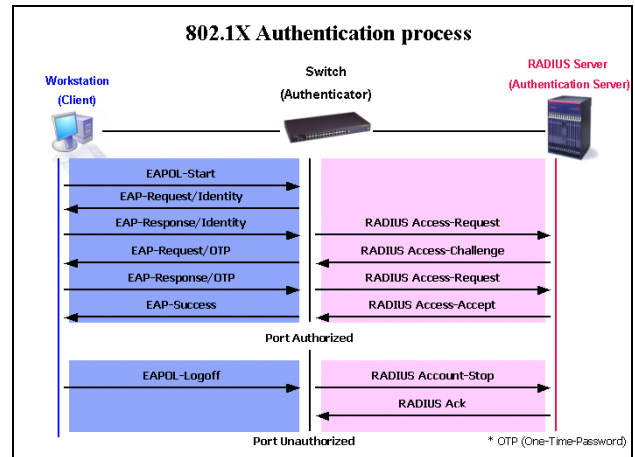 802.1X Authentication process
Workstation
(Client)
Switch
(Authenticator)
RADIUS Server
(Authentication Server)
EAPOL-Start
EAP-Request/Identity
EAP-Response/Identity
RADIUS Access-Request
EAP-Request/OTP
RADIUS Access-Challenge
EAP-Response/OTP
RADIUS Access-Request
EAP-Success
RADIUS Access-Accept
Port Authorized
EAPOL-Logoff
RADIUS Account-Stop
RADIUS Ack
Port Unauthorized
* OTP (One-Time-Password)